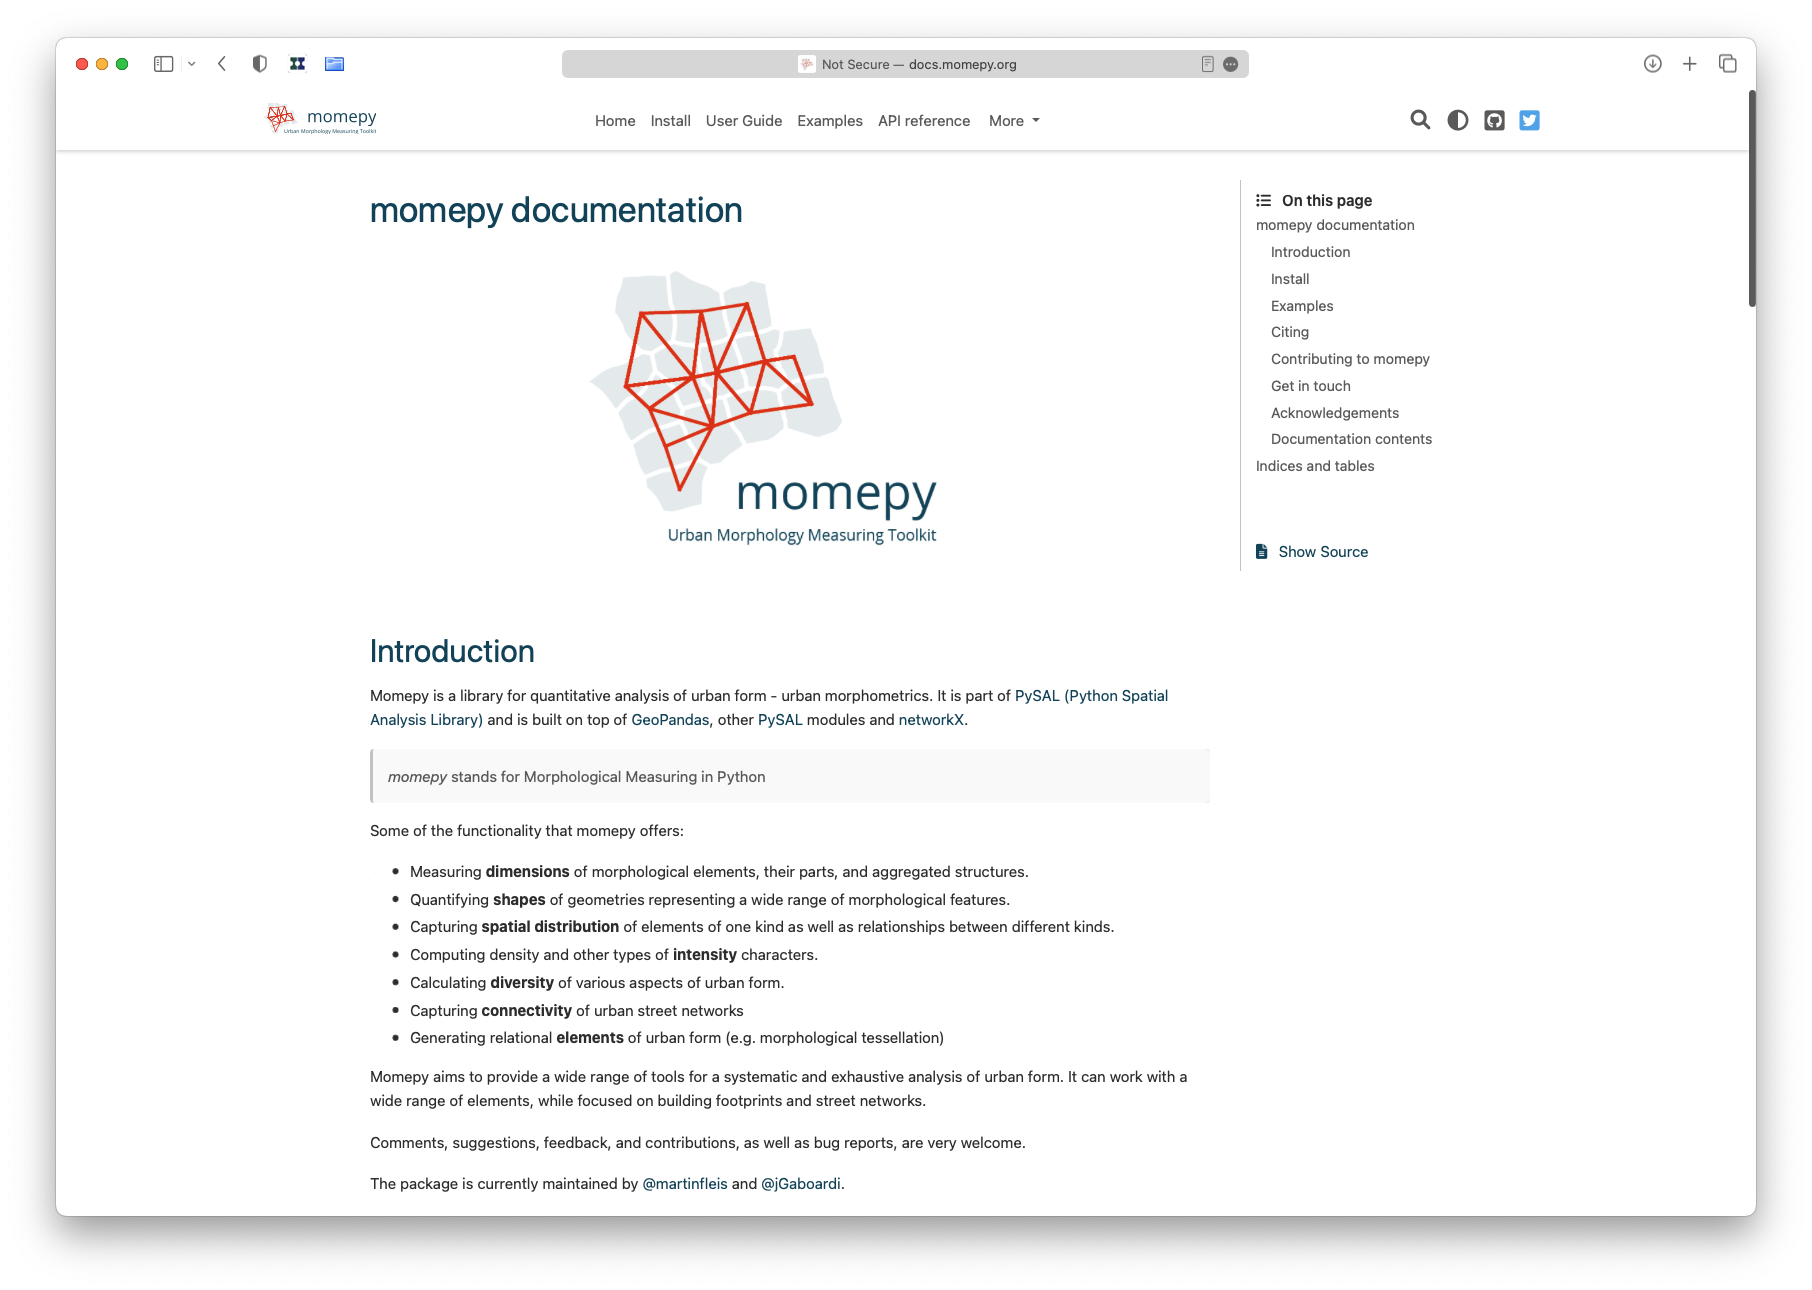 Not Secure — docs.momepy.org
momepy
Urban Morphology Measuring Toolkit
Home Install User Guide Examples API reference More
momepy documentation
momepy
Urban Morphology Measuring Toolkit
Introduction
Momepy is a library for quantitative analysis of urban form - urban morphometrics. It is part of PySAL (Python Spatial
Analysis Library) and is built on top of GeoPandas, other PySAL modules and networkX.
momepy stands for Morphological Measuring in Python
Some of the functionality that momepy offers:
• Measuring dimensions of morphological elements, their parts, and aggregated structures.
• Quantifying shapes of geometries representing a wide range of morphological features.
• Capturing spatial distribution of elements of one kind as well as relationships between different kinds.
• Computing density and other types of intensity characters.
• Calculating diversity of various aspects of urban form.
• Capturing connectivity of urban street networks
• Generating relational elements of urban form (e.g. morphological tessellation)
Momepy aims to provide a wide range of tools for a systematic and exhaustive analysis of urban form. It can work with a
wide range of elements, while focused on building footprints and street networks.
Comments, suggestions, feedback, and contributions, as well as bug reports, are very welcome.
The package is currently maintained by @martinfleis and @jGaboardi.
On this page
momepy documentation
Introduction
Install
Examples
Citing
Contributing to momepy
Get in touch
Acknowledgements
Documentation contents
Indices and tables
Show Source